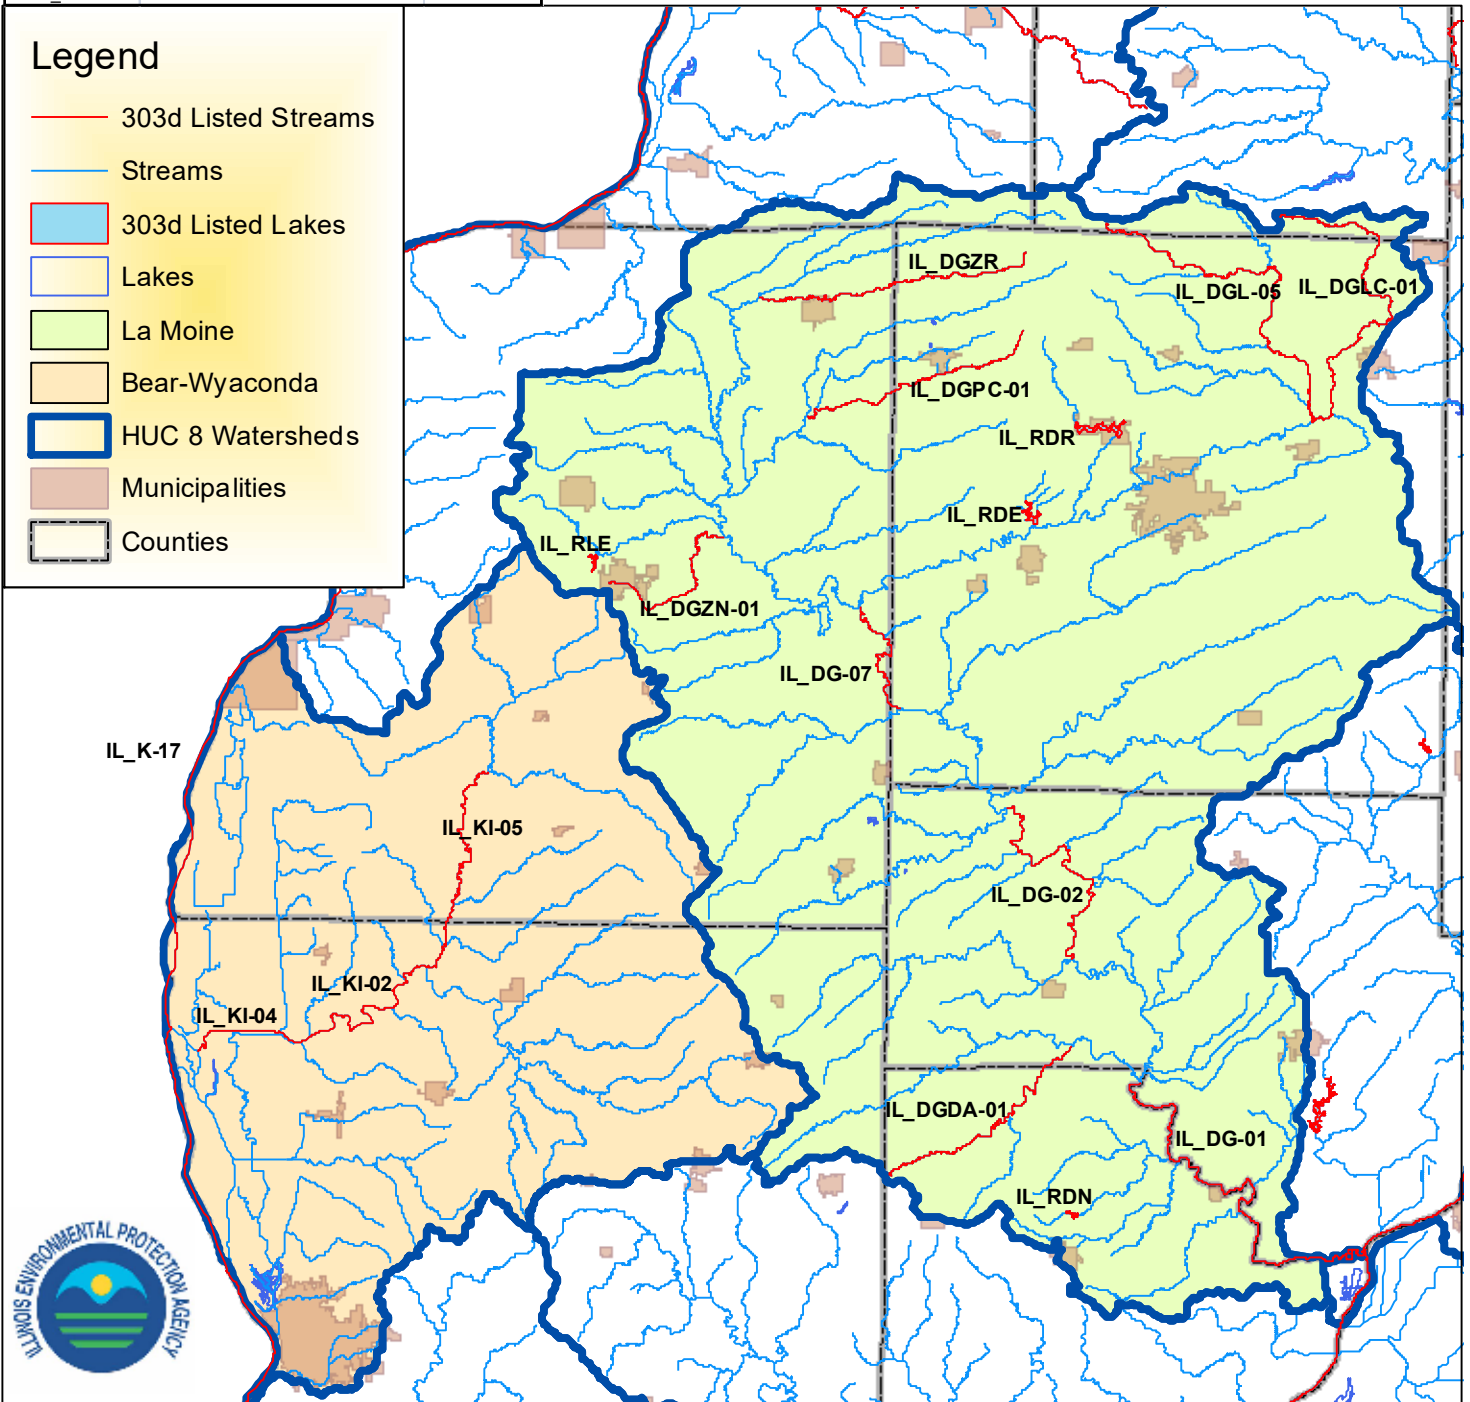 Legend
303d Listed Streams
Streams
303d Listed Lakes
Lakes
La Moine
Bear-Wyaconda
HUC 8 Watersheds
Municipalities
Counties
IL_DGZR
IL_DGL-05
IL_DGLC-01
IL_DGPC-01
IL_RDR
IL_RDE
IL_RLE
IL_DGZN-01
IL_DG-07
IL_K-17
IL_KI-05
IL_DG-02
IL_KI-02
IL_KI-04
IL_DGDA-01
IL_DG-01
IL_RDN
ILLINOIS ENVIRONMENTAL PROTECTION AGENCY